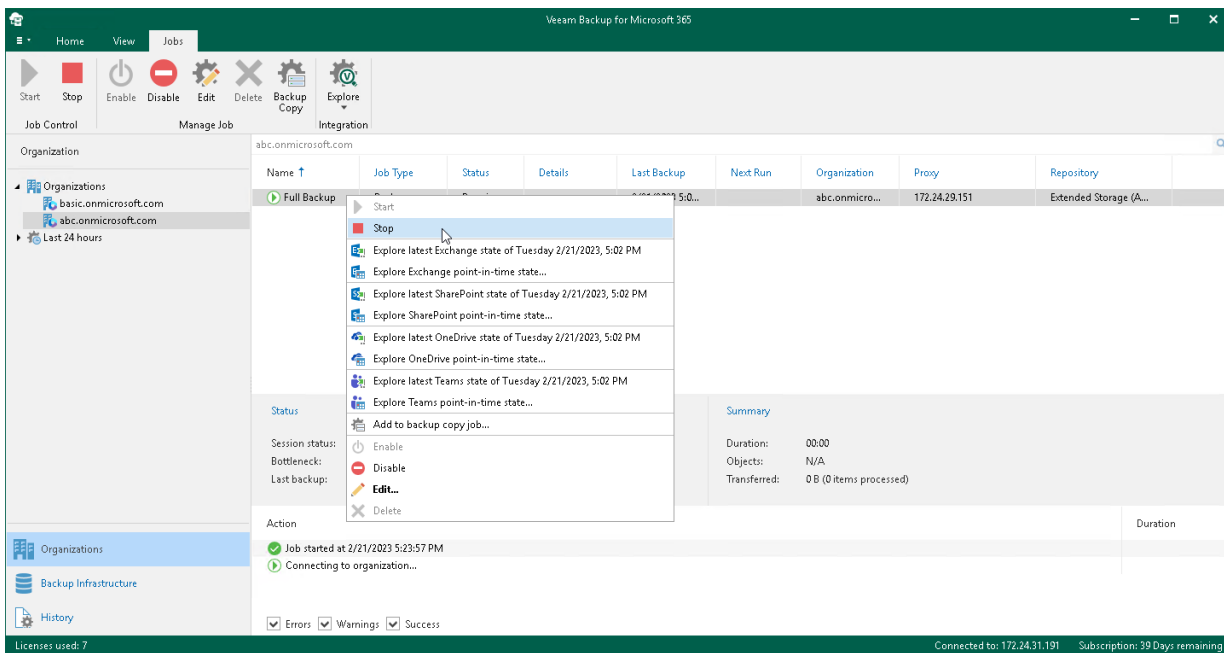 Veeam Backup for Microsoft 365
Home View Jobs
Start Stop Enable Disable Edit Delete Backup Copy Explore
Job Control Manage Job Integration
Organization
Organizations
basic.onmicrosoft.com
abc.onmicrosoft.com
Last 24 hours
abc.onmicrosoft.com
Name ↑ Job Type Status Details Last Backup Next Run Organization Proxy Repository
Full Backup 5:0... abc.onmicro... 172.24.29.151 Extended Storage (A...
Start
Stop
Explore latest Exchange state of Tuesday 2/21/2023, 5:02 PM
Explore Exchange point-in-time state...
Explore latest SharePoint state of Tuesday 2/21/2023, 5:02 PM
Explore SharePoint point-in-time state...
Explore latest OneDrive state of Tuesday 2/21/2023, 5:02 PM
Explore OneDrive point-in-time state...
Explore latest Teams state of Tuesday 2/21/2023, 5:02 PM
Explore Teams point-in-time state...
Add to backup copy job...
Enable
Disable
Edit...
Delete
Status
Session status:
Bottleneck:
Last backup:
Summary
Duration: 00:00
Objects: N/A
Transferred: 0 B (0 items processed)
Action Duration
Job started at 2/21/2023 5:23:57 PM
Connecting to organization...
Errors Warnings Success
Organizations
Backup Infrastructure
History
Licenses used: 7
Connected to: 172.24.31.191 Subscription: 39 Days remaining